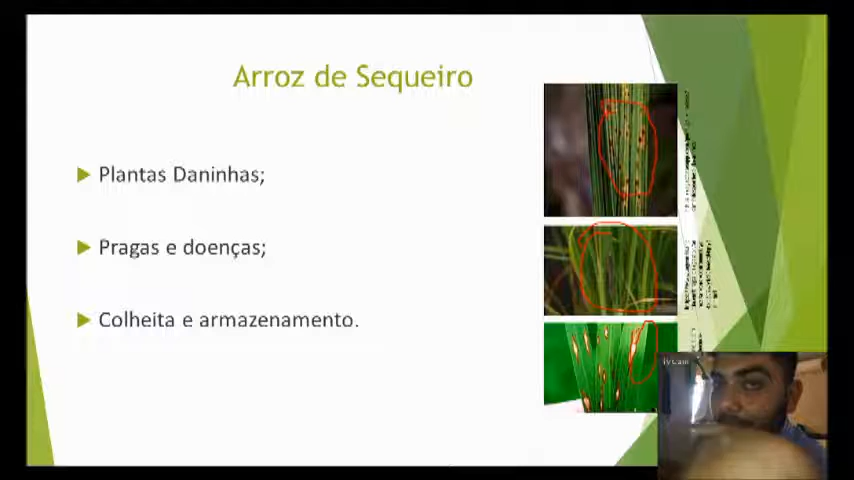 Arroz de Sequeiro
Plantas Daninhas;
Pragas e doenças;
Colheita e armazenamento.